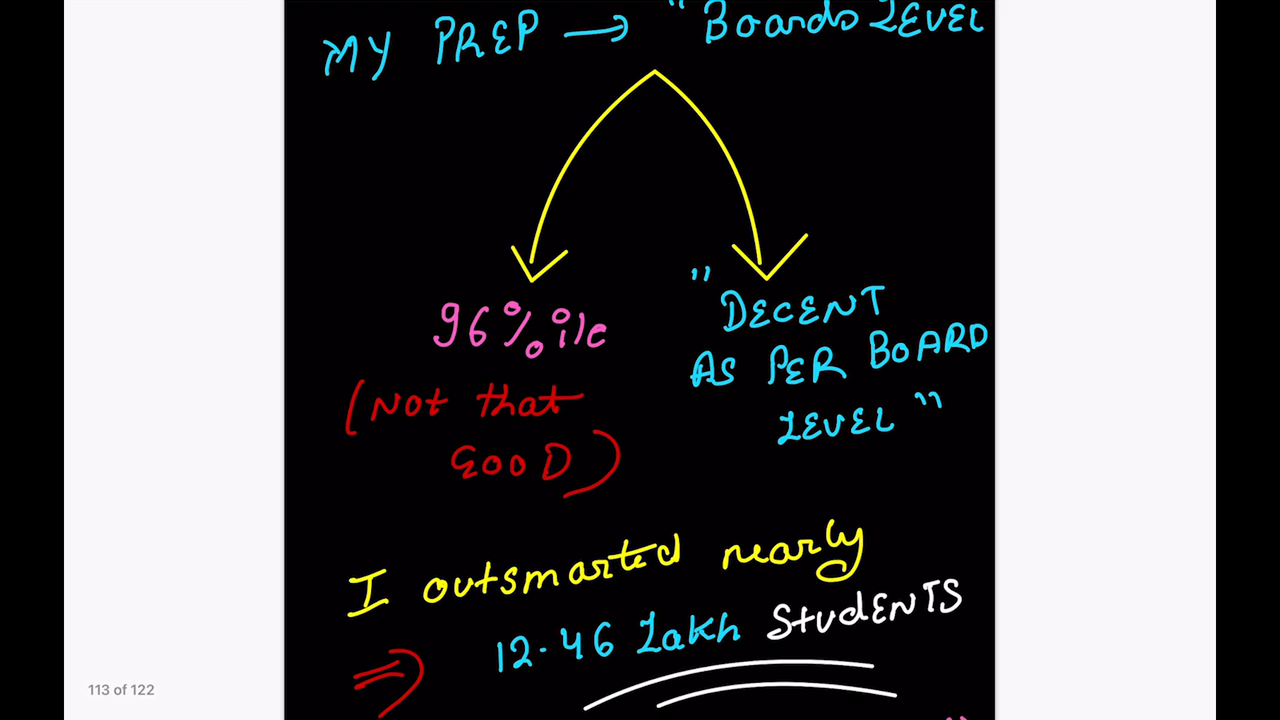 MY PREP → "Boards LEVEL
96%ile
(Not that
GOOD)
"DECENT
AS PER BOARD
LEVEL"
I outsmarted nearly
⇒ 12.46 Lakh STUdENTS
113 of 122